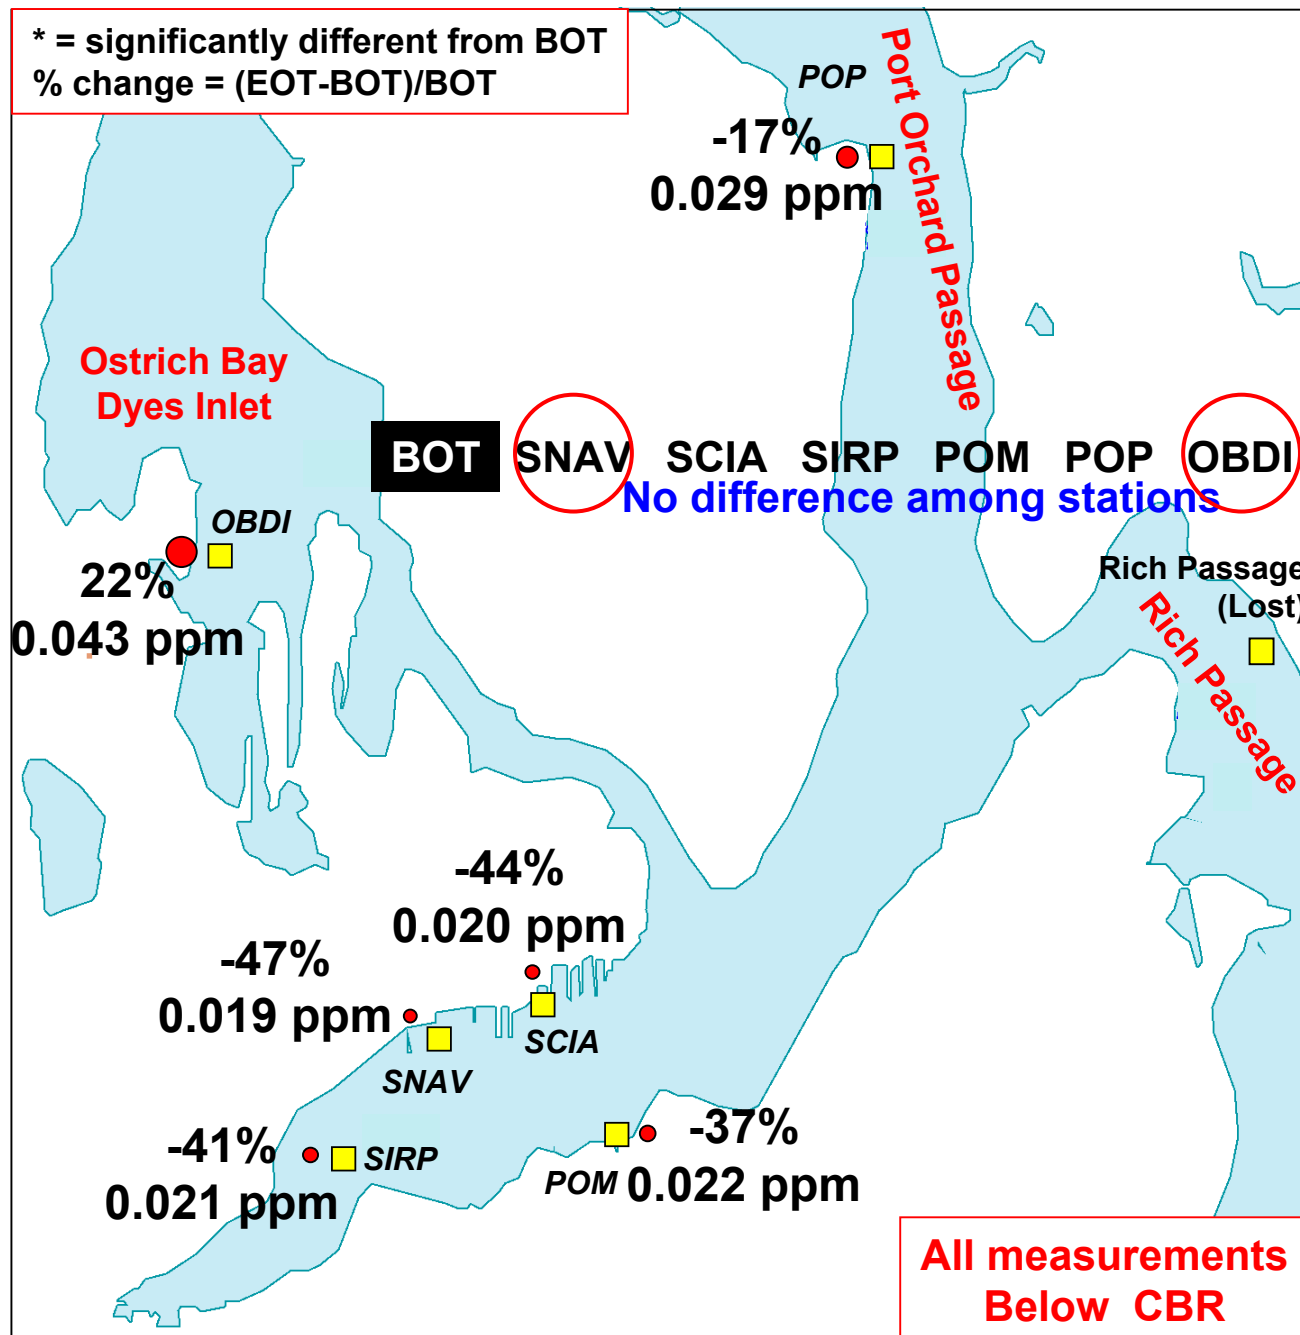 * = significantly different from BOT
% change = (EOT-BOT)/BOT
POP
-17%
0.029 ppm
Port Orchard Passage
Ostrich Bay
Dyes Inlet
BOT SNAV SCIA SIRP POM POP OBDI
No difference among stations
OBDI
22%
0.043 ppm
Rich Passage
(Lost)
Rich Passage
-44%
0.020 ppm
-47%
0.019 ppm
SCIA
SNAV
-41%
SIRP
0.021 ppm
-37%
POM 0.022 ppm
All measurements
Below CBR